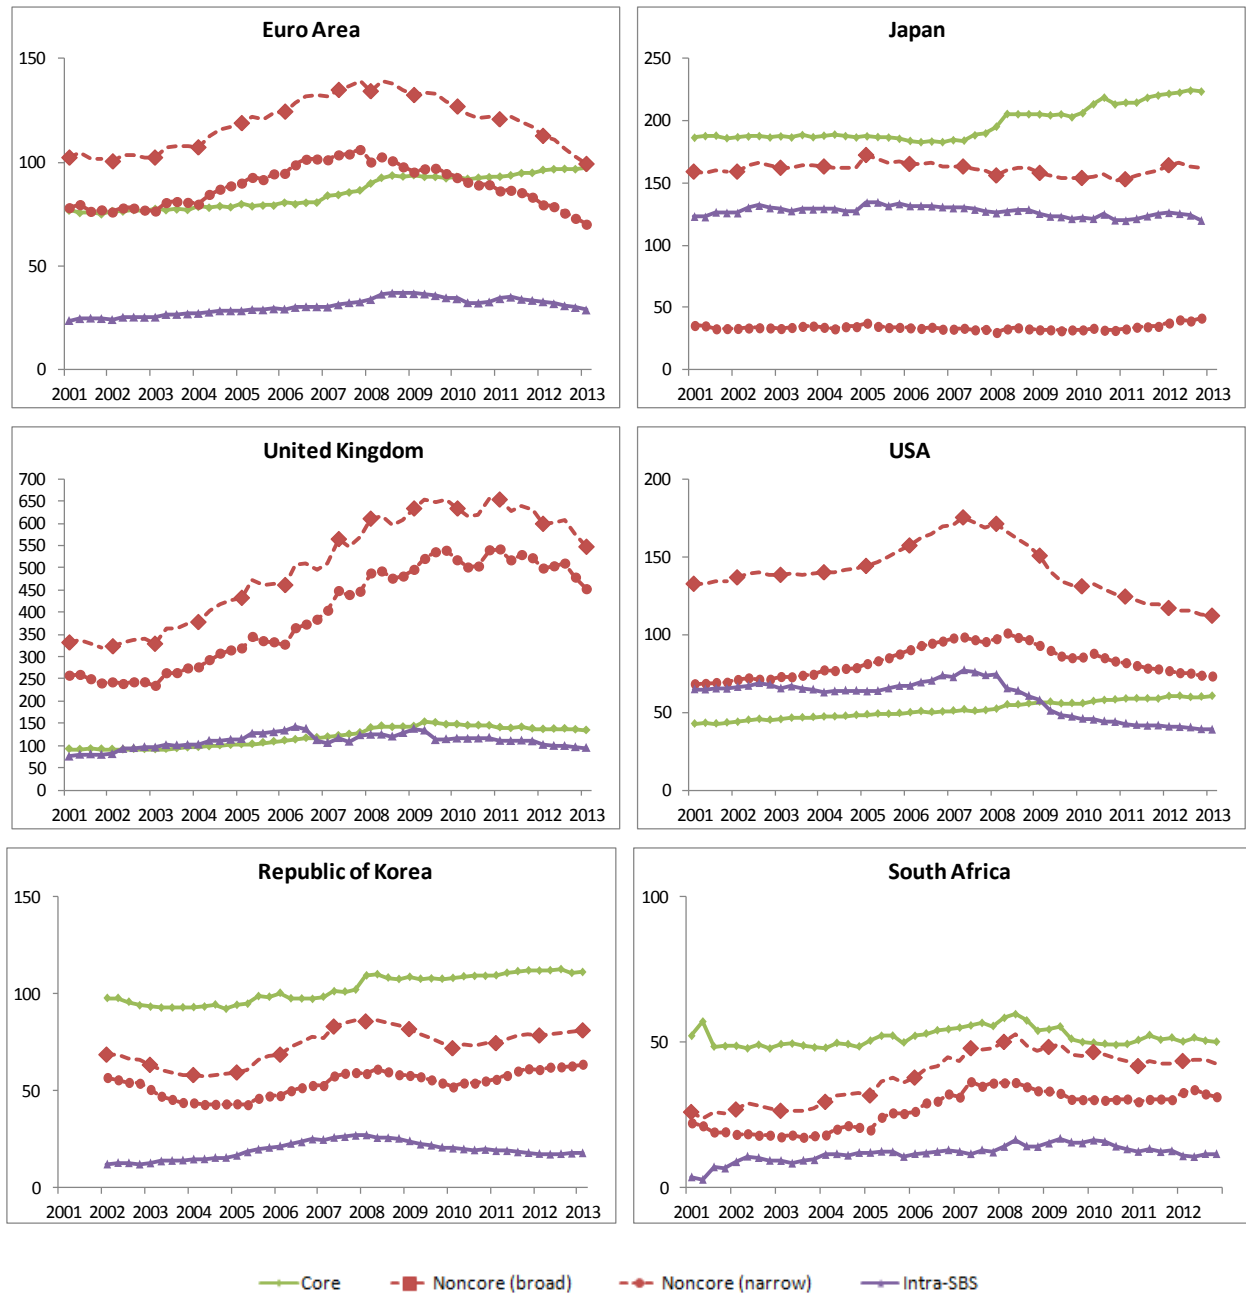 Euro Area
150
100
50
0
2001 2002 2003 2004 2005 2006 2007 2008 2009 2010 2011 2012 2013
Japan
250
200
150
100
50
0
2001 2002 2003 2004 2005 2006 2007 2008 2009 2010 2011 2012 2013
United Kingdom
700
650
600
550
500
450
400
350
300
250
200
150
100
50
0
2001 2002 2003 2004 2005 2006 2007 2008 2009 2010 2011 2012 2013
USA
200
150
100
50
0
2001 2002 2003 2004 2005 2006 2007 2008 2009 2010 2011 2012 2013
Republic of Korea
150
100
50
0
2001 2002 2003 2004 2005 2006 2007 2008 2009 2010 2011 2012 2013
South Africa
100
50
0
2001 2002 2003 2004 2005 2006 2007 2008 2009 2010 2011 2012
Core Noncore (broad) Noncore (narrow) Intra-SBS